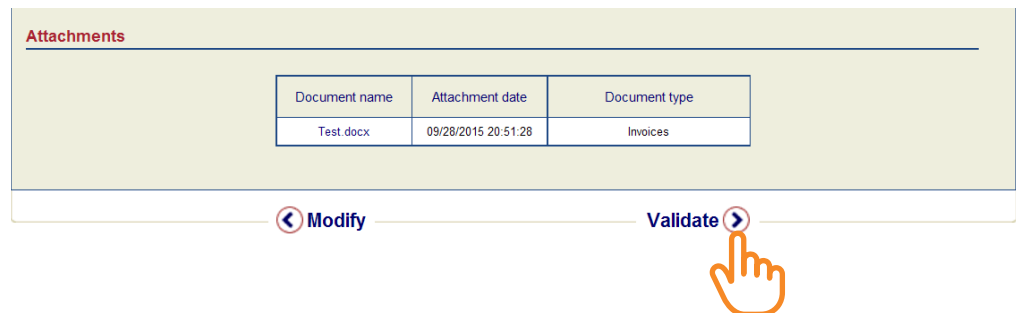 Attachments
Document name Attachment date Document type
Test.docx 09/28/2015 20:51:28 Invoices
Modify Validate